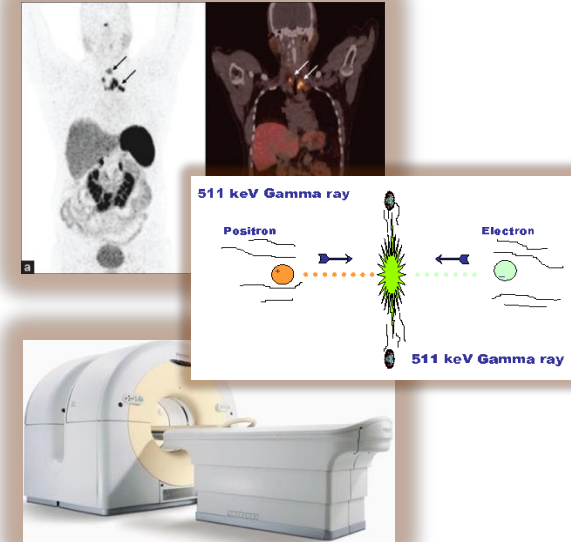 a
511 keV Gamma ray
Positron
Electron
+
−
511 keV Gamma ray